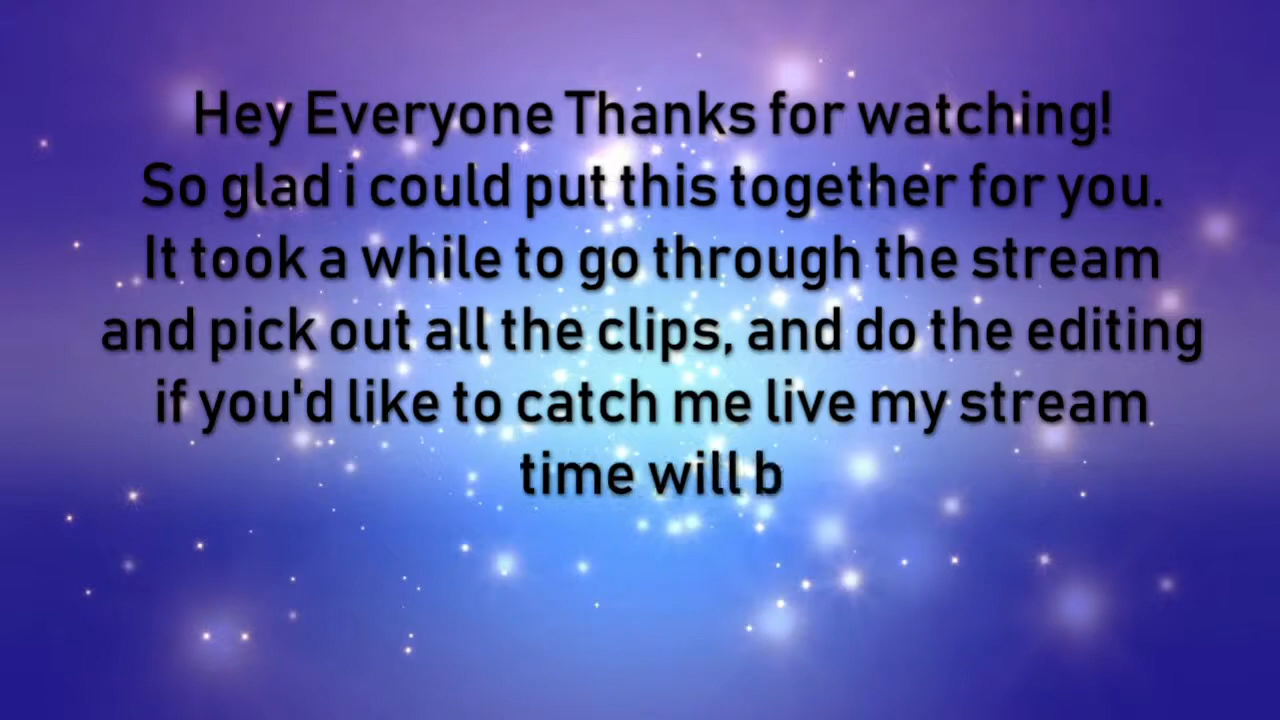 Hey Everyone Thanks for watching!
So glad i could put this together for you.
It took a while to go through the stream
and pick out all the clips, and do the editing
if you'd like to catch me live my stream
time will b